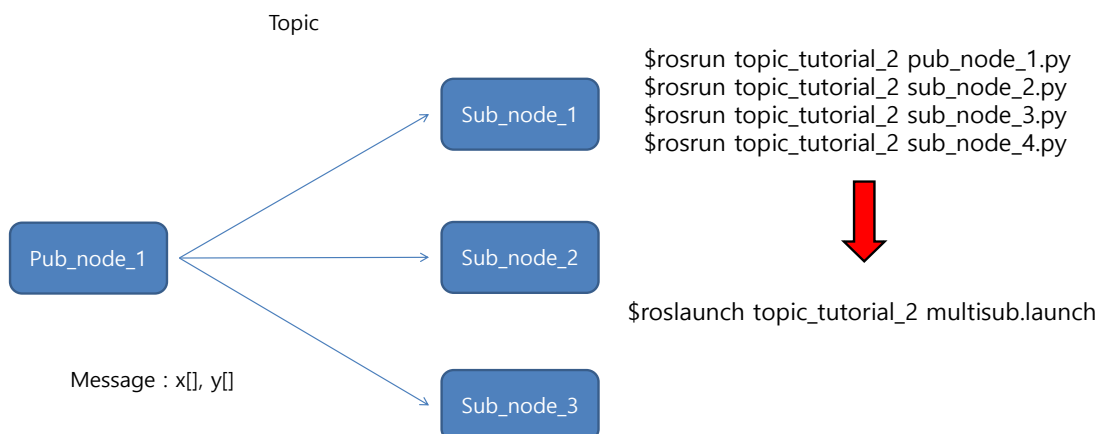 Topic
Sub_node_1
Pub_node_1
Sub_node_2
Sub_node_3
Message : x[], y[]
$rosrun topic_tutorial_2 pub_node_1.py
$rosrun topic_tutorial_2 sub_node_2.py
$rosrun topic_tutorial_2 sub_node_3.py
$rosrun topic_tutorial_2 sub_node_4.py
$roslaunch topic_tutorial_2 multisub.launch